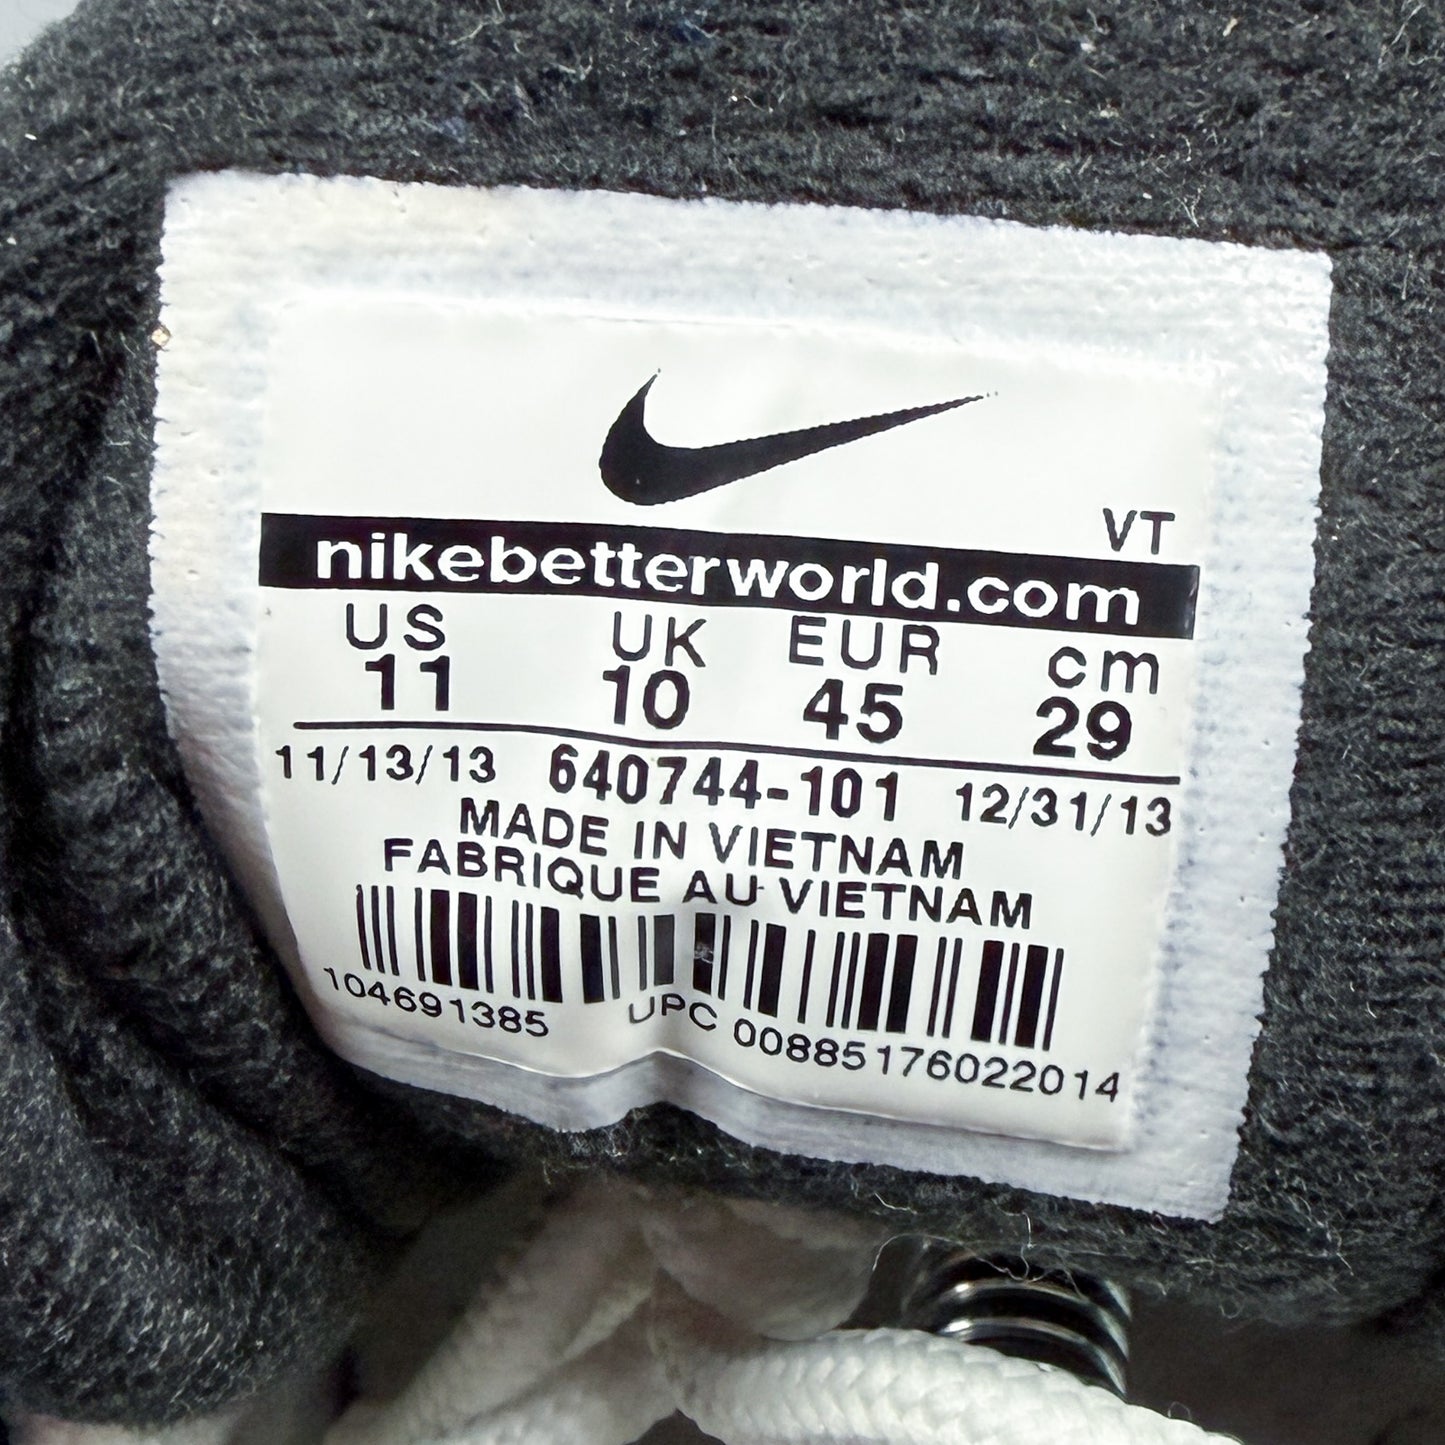 VT
nikebetterworld.com
US UK EUR cm
11 10 45 29
11/13/13 640744-101 12/31/13
MADE IN VIETNAM
FABRIQUE AU VIETNAM
104691385 UPC 00885176022014